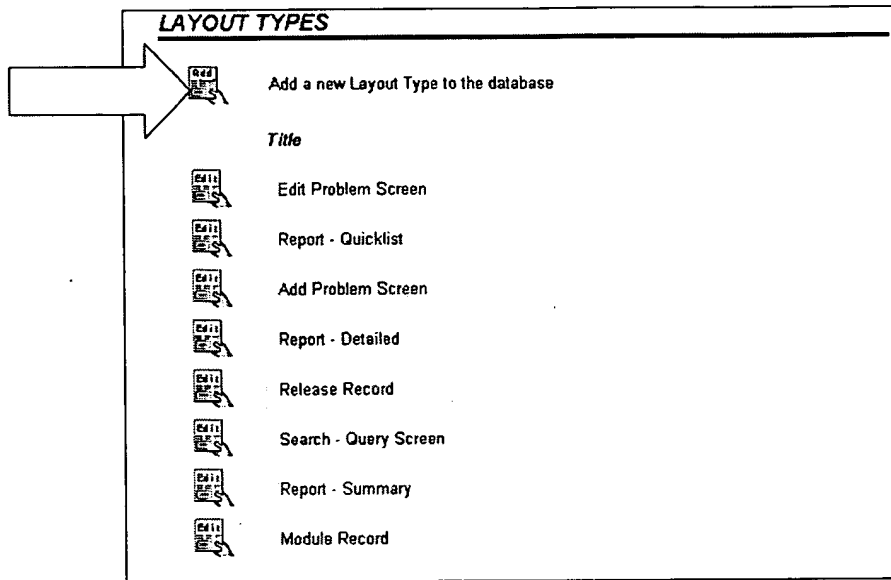 LAYOUT TYPES
Add Add a new Layout Type to the database
Title
Edit Edit Problem Screen
Edit Report - Quicklist
Edit Add Problem Screen
Edit Report - Detailed
Edit Release Record
Edit Search - Query Screen
Edit Report - Summary
Edit Module Record